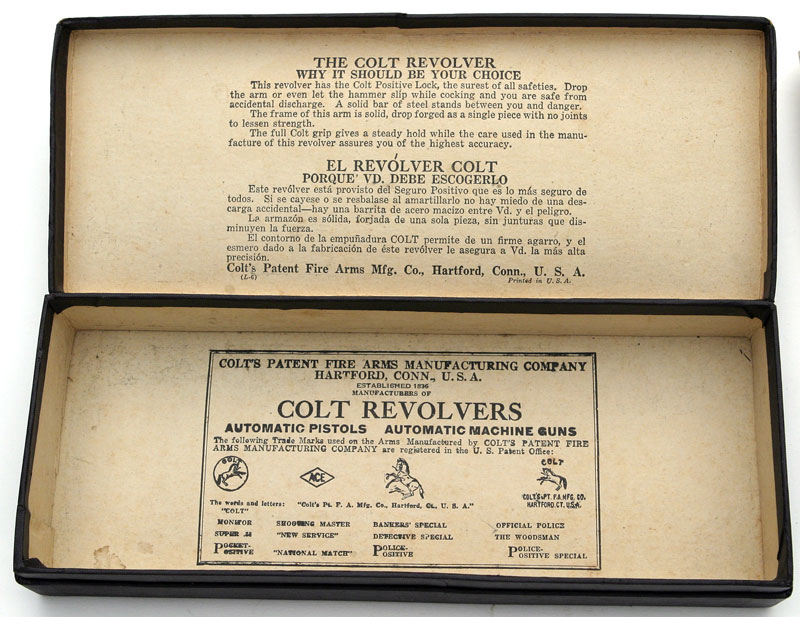 THE COLT REVOLVER
WHY IT SHOULD BE YOUR CHOICE
This revolver has the Colt Positive Lock, the surest of all safeties. Drop
the arm or even let the hammer slip while cocking and you are safe from
accidental discharge. A solid bar of steel stands between you and danger.
The frame of this arm is solid, drop forged as a single piece with no joints
to lessen strength.
The full Colt grip gives a steady hold while the care used in the manu-
facture of this revolver assures you of the highest accuracy.
EL REVÓLVER COLT
PORQUE' VD. DEBE ESCOGERLO
Este revólver está provisto del Seguro Positivo que es lo más seguro de
todos. Si se cayese o se resbalase al amartillarlo no hay miedo de una des-
carga accidental—hay una barrita de acero macizo entre Vd. y el peligro.
La armazón es sólida, forjada de una sola pieza, sin junturas que dis-
minuyen la fuerza.
El contorno de la empuñadura COLT permite de un firme agarro, y el
esmero dado a la fabricación de éste revólver le asegura a Vd. la más alta
precisión.
Colt's Patent Fire Arms Mfg. Co., Hartford, Conn., U. S. A.
(L-6) Printed in U. S. A.
COLT'S PATENT FIRE ARMS MANUFACTURING COMPANY
HARTFORD, CONN., U.S.A.
ESTABLISHED 1836
MANUFACTURERS OF
COLT REVOLVERS
AUTOMATIC PISTOLS AUTOMATIC MACHINE GUNS
The following Trade Marks used on the Arms Manufactured by COLT'S PATENT FIRE
ARMS MANUFACTURING COMPANY are registered in the U. S. Patent Office:
COLT ACE COLT
COLT'S PT. F.A. MFG. CO.
HARTFORD. CT. U.S.A.
The words and letters: "Colt's Pt. F. A. Mfg. Co., Hartford, Ct., U. S. A."
"COLT"
MONITOR SHOOTING MASTER BANKERS' SPECIAL OFFICIAL POLICE
SUPER .38 "NEW SERVICE" DETECTIVE SPECIAL THE WOODSMAN
POCKET-POSITIVE "NATIONAL MATCH" POLICE-POSITIVE POLICE-POSITIVE SPECIAL